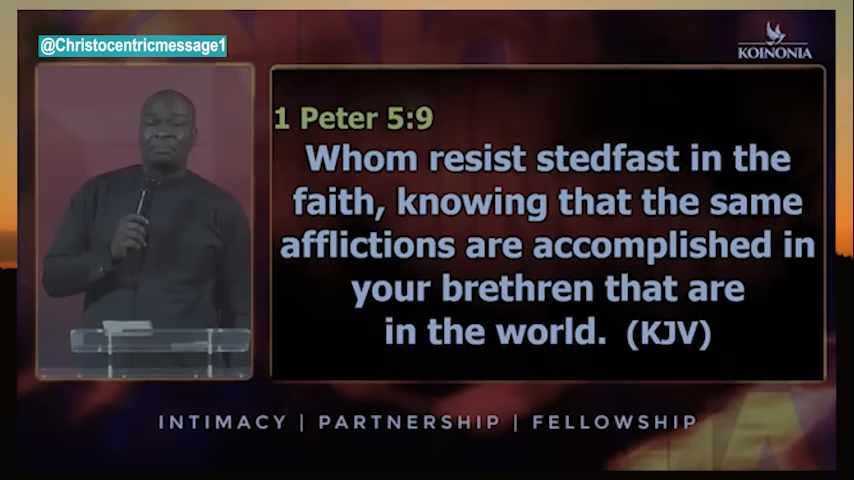 @Christocentricmessage1
KOINONIA
1 Peter 5:9
Whom resist stedfast in the
faith, knowing that the same
afflictions are accomplished in
your brethren that are
in the world. (KJV)
INTIMACY | PARTNERSHIP | FELLOWSHIP